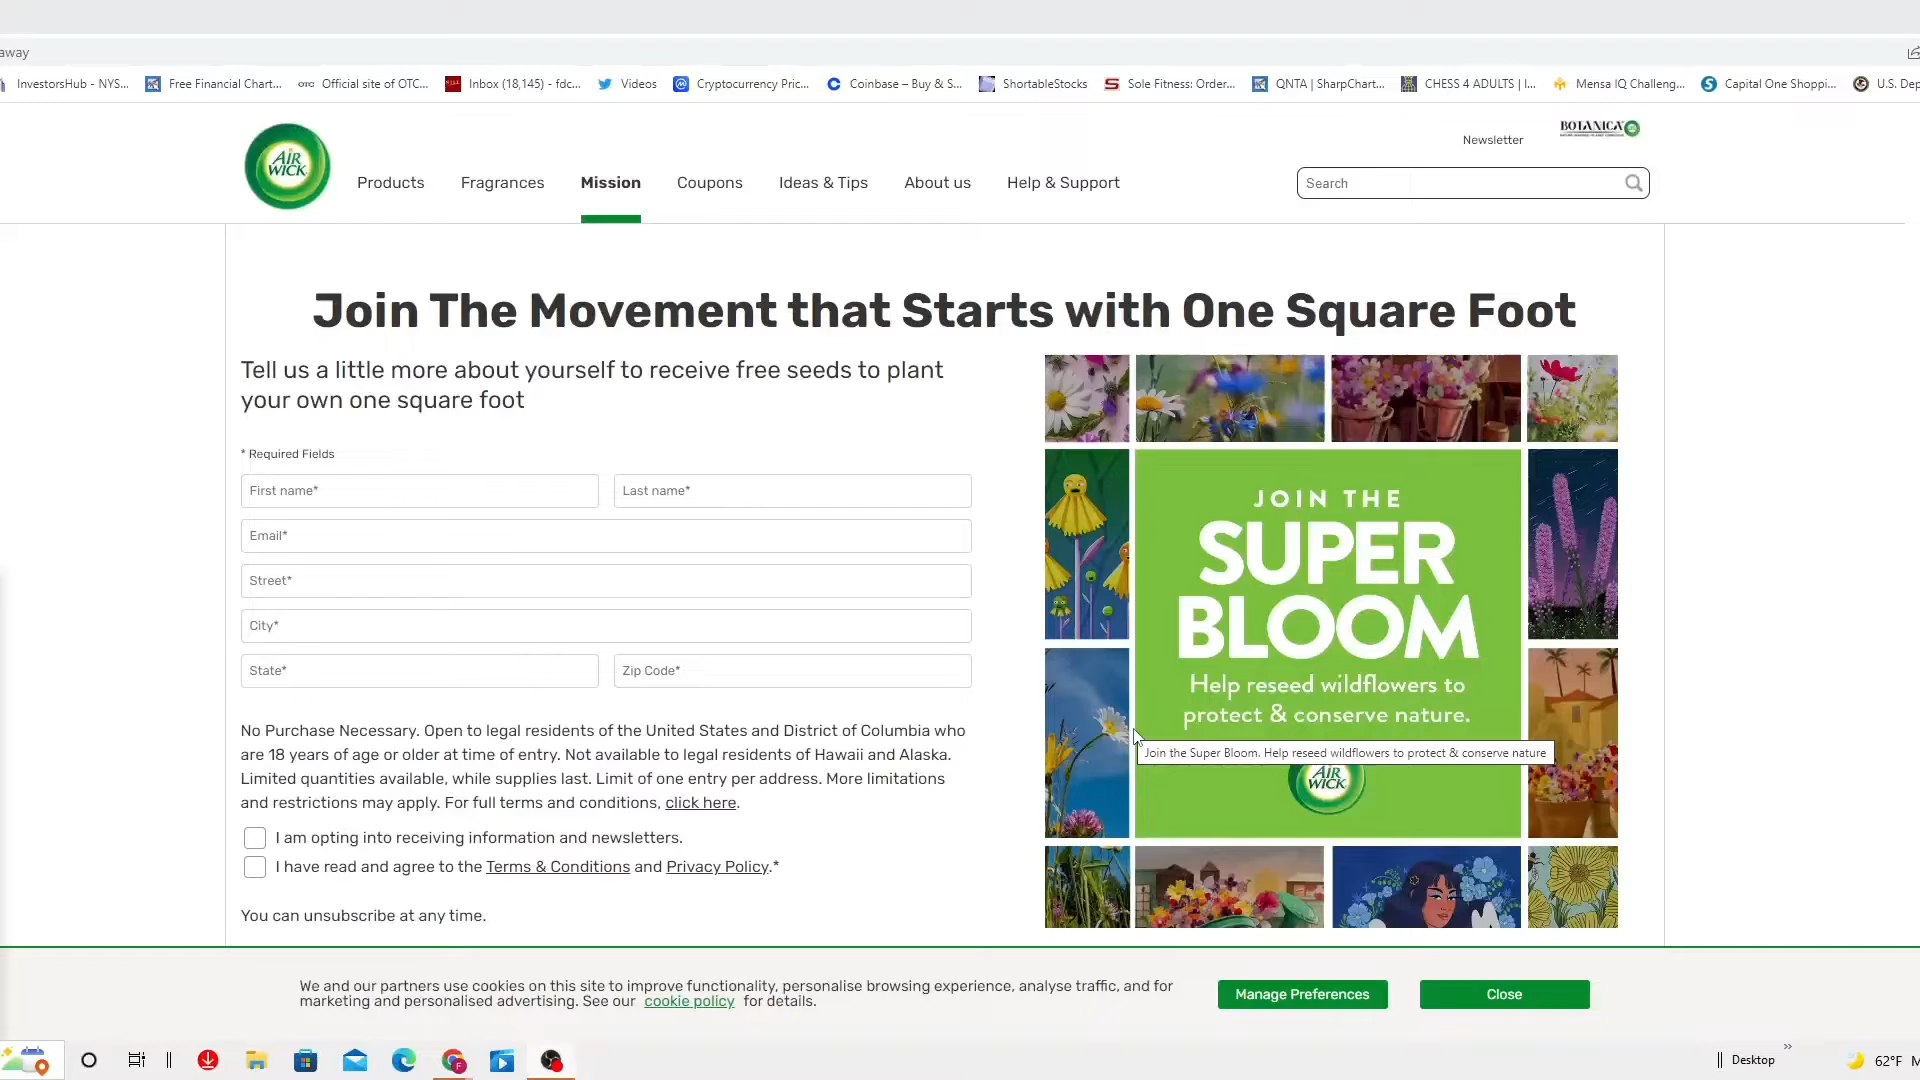 away
InvestorsHub - NYS...
Free Financial Chart...
OTC Official site of OTC...
Inbox (18,145) - fdc...
Videos
Cryptocurrency Pric...
Coinbase – Buy & S...
ShortableStocks
Sole Fitness: Order...
QNTA | SharpChart...
CHESS 4 ADULTS | I...
Mensa IQ Challeng...
Capital One Shoppi...
U.S. Dep
AiR WICK
Products
Fragrances
Mission
Coupons
Ideas & Tips
About us
Help & Support
Newsletter
BOTANICA
Search
Join The Movement that Starts with One Square Foot
Tell us a little more about yourself to receive free seeds to plant
your own one square foot
* Required Fields
First name*
Last name*
Email*
Street*
City*
State*
Zip Code*
No Purchase Necessary. Open to legal residents of the United States and District of Columbia who
are 18 years of age or older at time of entry. Not available to legal residents of Hawaii and Alaska.
Limited quantities available, while supplies last. Limit of one entry per address. More limitations
and restrictions may apply. For full terms and conditions, click here.
I am opting into receiving information and newsletters.
I have read and agree to the Terms & Conditions and Privacy Policy.*
You can unsubscribe at any time.
JOIN THE
SUPER
BLOOM
Help reseed wildflowers to
protect & conserve nature.
Join the Super Bloom. Help reseed wildflowers to protect & conserve nature
AiR
WICK
We and our partners use cookies on this site to improve functionality, personalise browsing experience, analyse traffic, and for
marketing and personalised advertising. See our cookie policy for details.
Manage Preferences
Close
Desktop
62°F